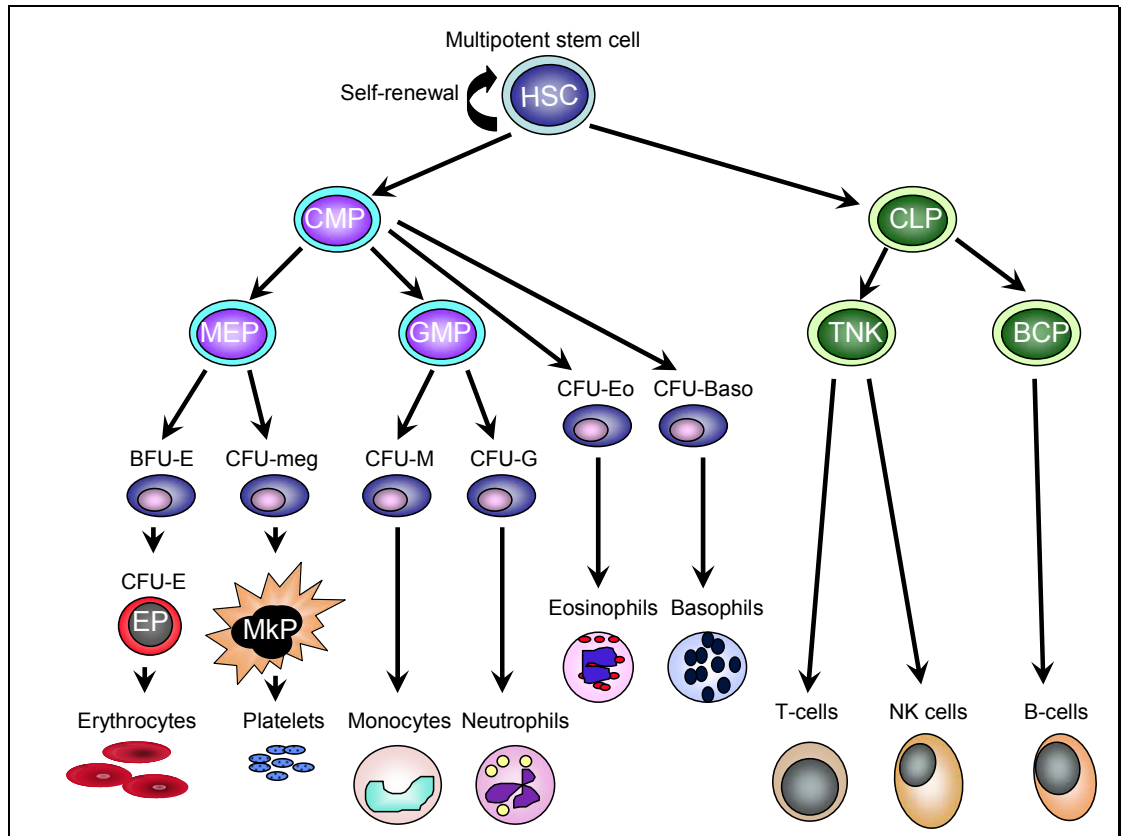 Multipotent stem cell
HSC
Self-renewal
CMP
CLP
MEP
GMP
TNK
BCP
CFU-Eo
CFU-Baso
BFU-E
CFU-meg
CFU-M
CFU-G
CFU-E
EP
MkP
Eosinophils
Basophils
Erythrocytes
Platelets
Monocytes
Neutrophils
T-cells
NK cells
B-cells